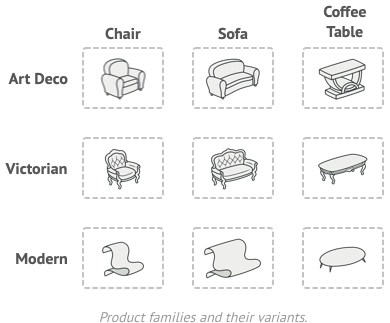 Chair
Sofa
Coffee
Table
Art Deco
Victorian
Modern
Product families and their variants.